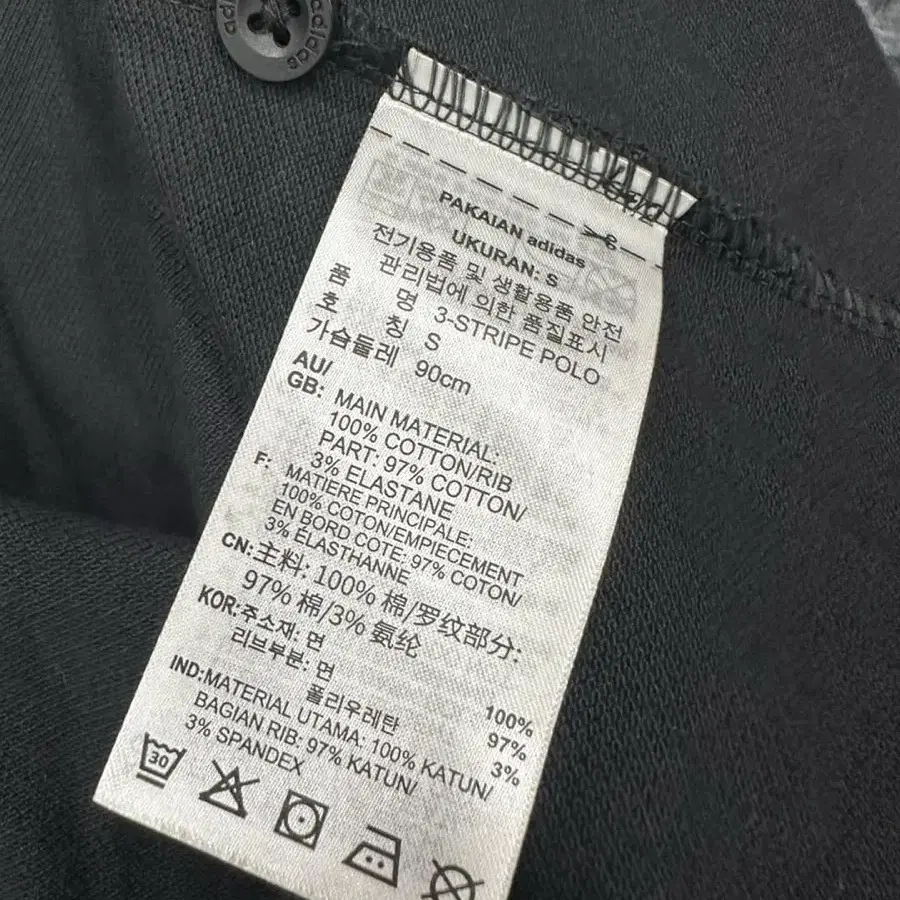 adidas
adidas
PAKAIAN adidas
UKURAN: S
전기용품 및 생활용품 안전
관리법에 의한 품질표시
품 명 3-STRIPE POLO
호 칭 S
가슴둘레 90cm
AU/
GB: MAIN MATERIAL:
100% COTTON/RIB
PART: 97% COTTON/
3% ELASTANE
F: MATIÈRE PRINCIPALE:
100% COTON/EMPIECEMENT
EN BORD COTE: 97% COTON/
3% ÉLASTHANNE
CN:主料: 100% 棉/罗纹部分:
97% 棉/3% 氨纶
KOR:주소재: 면 100%
리브부분: 면 97%
폴리우레탄 3%
IND:MATERIAL UTAMA: 100% KATUN/
BAGIAN RIB: 97% KATUN/
3% SPANDEX
30